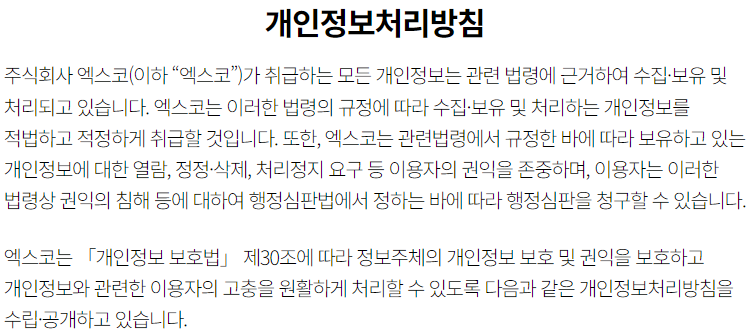 개인정보처리방침
주식회사 엑스코(이하 “엑스코”)가 취급하는 모든 개인정보는 관련 법령에 근거하여 수집·보유 및
처리되고 있습니다. 엑스코는 이러한 법령의 규정에 따라 수집·보유 및 처리하는 개인정보를
적법하고 적정하게 취급할 것입니다. 또한, 엑스코는 관련법령에서 규정한 바에 따라 보유하고 있는
개인정보에 대한 열람, 정정·삭제, 처리정지 요구 등 이용자의 권익을 존중하며, 이용자는 이러한
법령상 권익의 침해 등에 대하여 행정심판법에서 정하는 바에 따라 행정심판을 청구할 수 있습니다.
엑스코는 「개인정보 보호법」 제30조에 따라 정보주체의 개인정보 보호 및 권익을 보호하고
개인정보와 관련한 이용자의 고충을 원활하게 처리할 수 있도록 다음과 같은 개인정보처리방침을
수립·공개하고 있습니다.